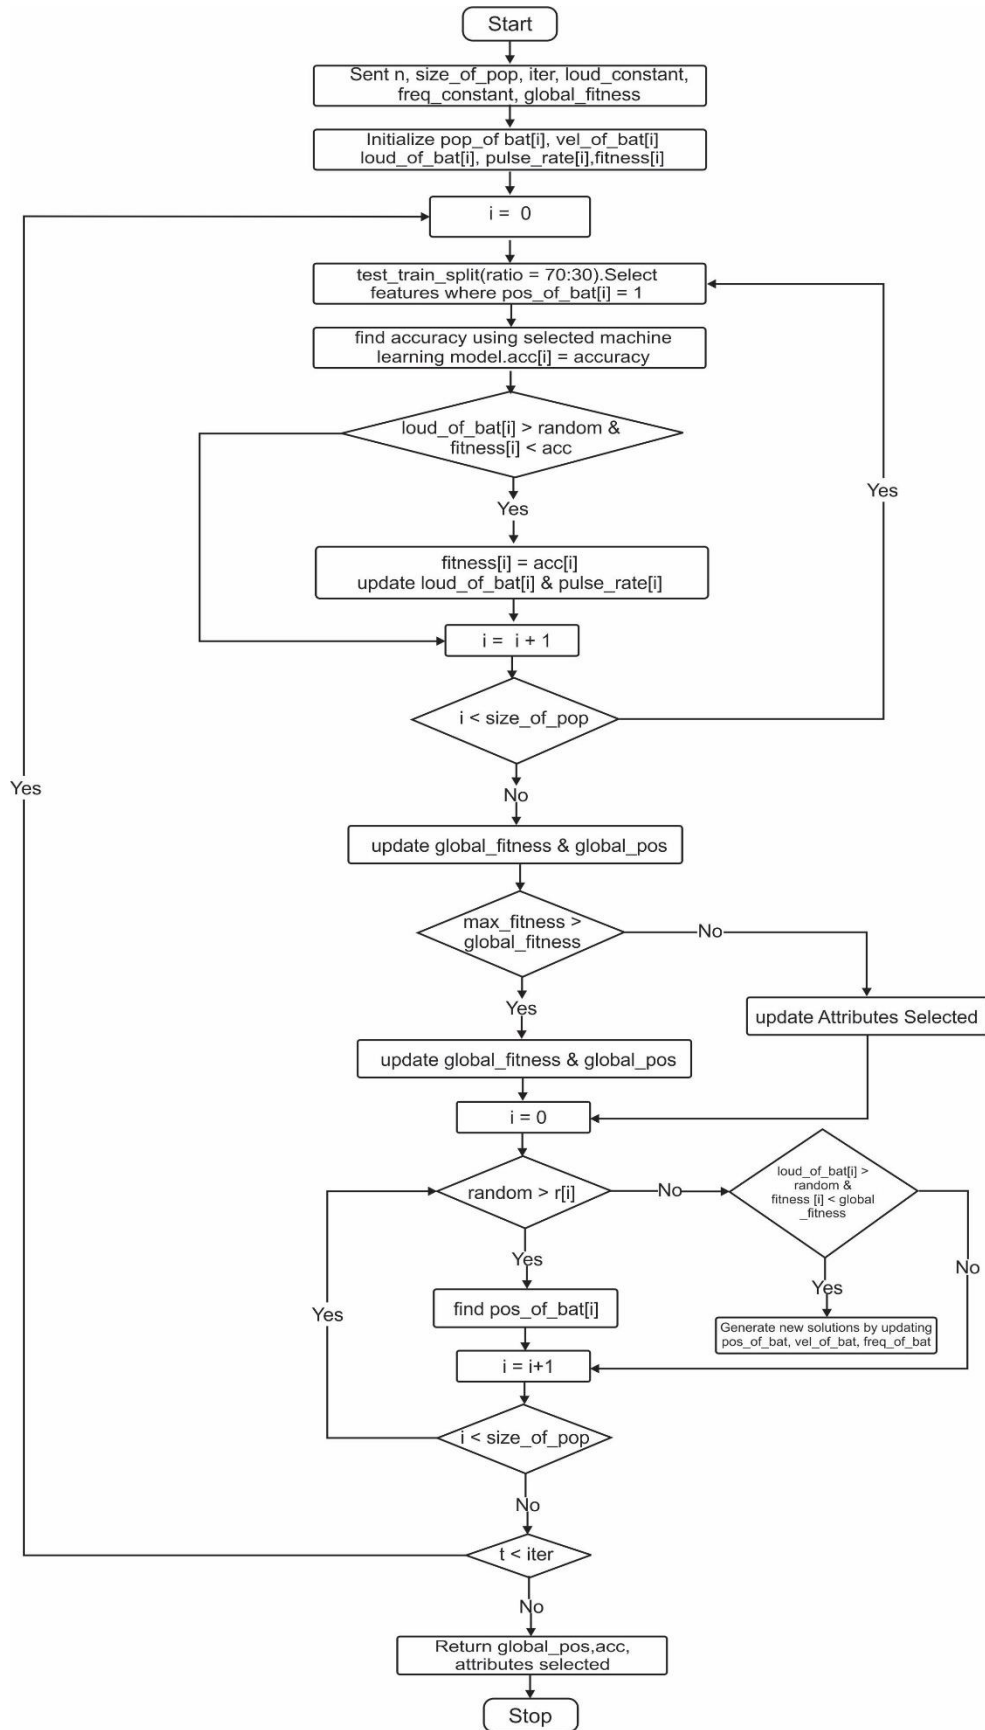 Start
Sent n, size_of_pop, iter, loud_constant,
freq_constant, global_fitness
Initialize pop_of bat[i], vel_of_bat[i]
loud_of_bat[i], pulse_rate[i],fitness[i]
i = 0
test_train_split(ratio = 70:30).Select
features where pos_of_bat[i] = 1
find accuracy using selected machine
learning model.acc[i] = accuracy
loud_of_bat[i] > random &
fitness[i] < acc
Yes
Yes
fitness[i] = acc[i]
update loud_of_bat[i] & pulse_rate[i]
i = i + 1
i < size_of_pop
Yes
No
update global_fitness & global_pos
max_fitness >
global_fitness
No
Yes
update Attributes Selected
update global_fitness & global_pos
i = 0
random > r[i]
No
loud_of_bat[i] >
random &
fitness [i] < global
_fitness
Yes
No
Yes
Yes
find pos_of_bat[i]
Generate new solutions by updating
pos_of_bat, vel_of_bat, freq_of_bat
i = i+1
i < size_of_pop
No
t < iter
No
Return global_pos,acc,
attributes selected
Stop